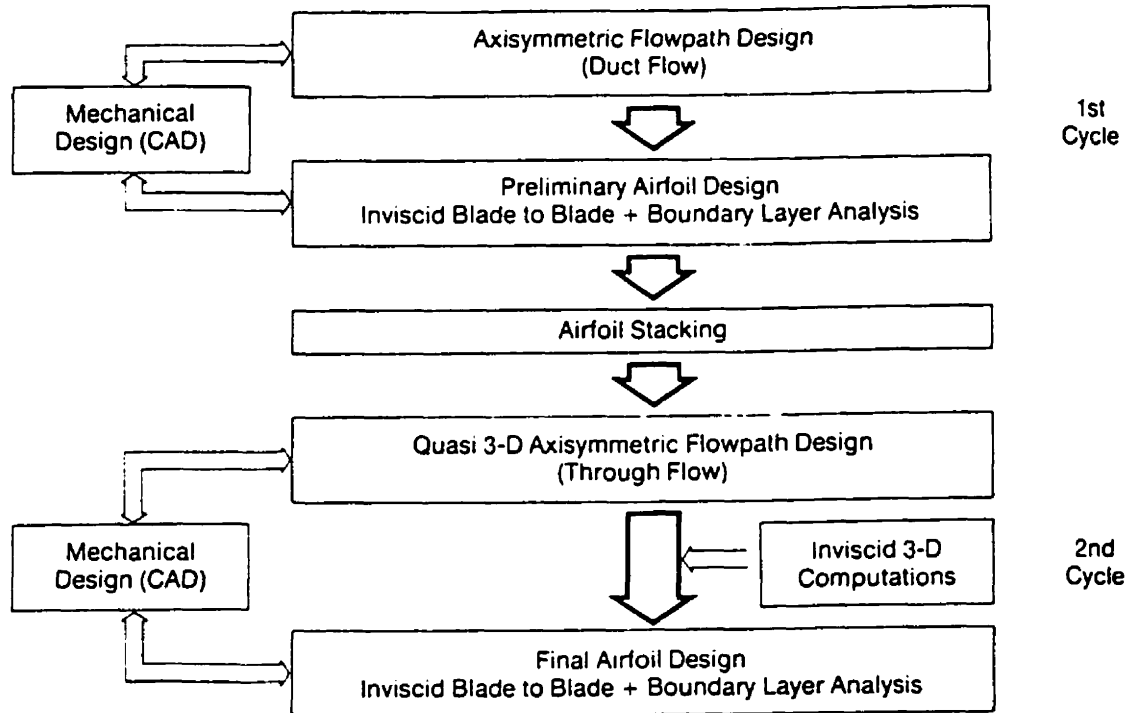 Axisymmetric Flowpath Design
(Duct Flow)
Mechanical
Design (CAD)
1st
Cycle
Preliminary Airfoil Design
Inviscid Blade to Blade + Boundary Layer Analysis
Airfoil Stacking
Quasi 3-D Axisymmetric Flowpath Design
(Through Flow)
Mechanical
Design (CAD)
Inviscid 3-D
Computations
2nd
Cycle
Final Airfoil Design
Inviscid Blade to Blade + Boundary Layer Analysis